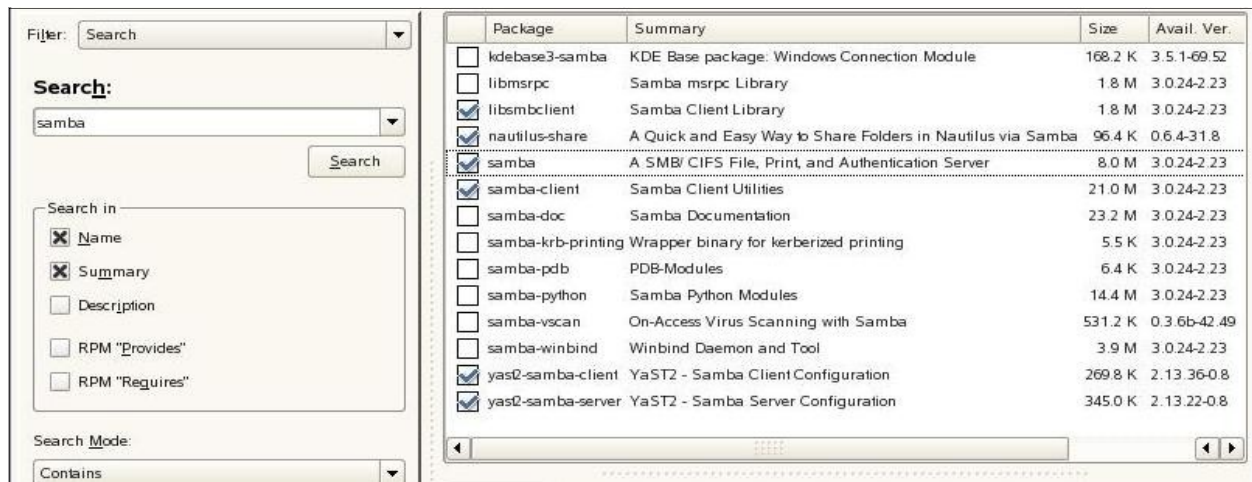 Filter: Search
Search:
samba
Search
Search in
Name
Summary
Description
RPM "Provides"
RPM "Requires"
Search Mode:
Contains
Package Summary Size Avail. Ver.
kdebase3-samba KDE Base package: Windows Connection Module 168.2 K 3.5.1-69.52
libmsrpc Samba msrpc Library 1.8 M 3.0.24-2.23
libsmbclient Samba Client Library 1.8 M 3.0.24-2.23
nautilus-share A Quick and Easy Way to Share Folders in Nautilus via Samba 96.4 K 0.6.4-31.8
samba A SMB/ CIFS File, Print, and Authentication Server 8.0 M 3.0.24-2.23
samba-client Samba Client Utilities 21.0 M 3.0.24-2.23
samba-doc Samba Documentation 23.2 M 3.0.24-2.23
samba-krb-printing Wrapper binary for kerberized printing 5.5 K 3.0.24-2.23
samba-pdb PDB-Modules 6.4 K 3.0.24-2.23
samba-python Samba Python Modules 14.4 M 3.0.24-2.23
samba-vscan On-Access Virus Scanning with Samba 531.2 K 0.3.6b-42.49
samba-winbind Winbind Daemon and Tool 3.9 M 3.0.24-2.23
yast2-samba-client YaST2 - Samba Client Configuration 269.8 K 2.13.36-0.8
yast2-samba-server YaST2 - Samba Server Configuration 345.0 K 2.13.22-0.8